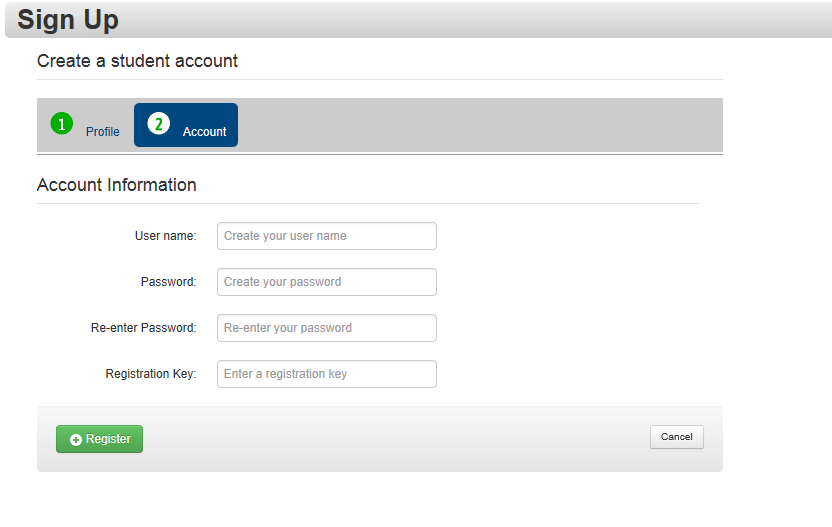 Sign Up
Create a student account
1 Profile 2 Account
Account Information
User name: Create your user name
Password: Create your password
Re-enter Password: Re-enter your password
Registration Key: Enter a registration key
Register Cancel